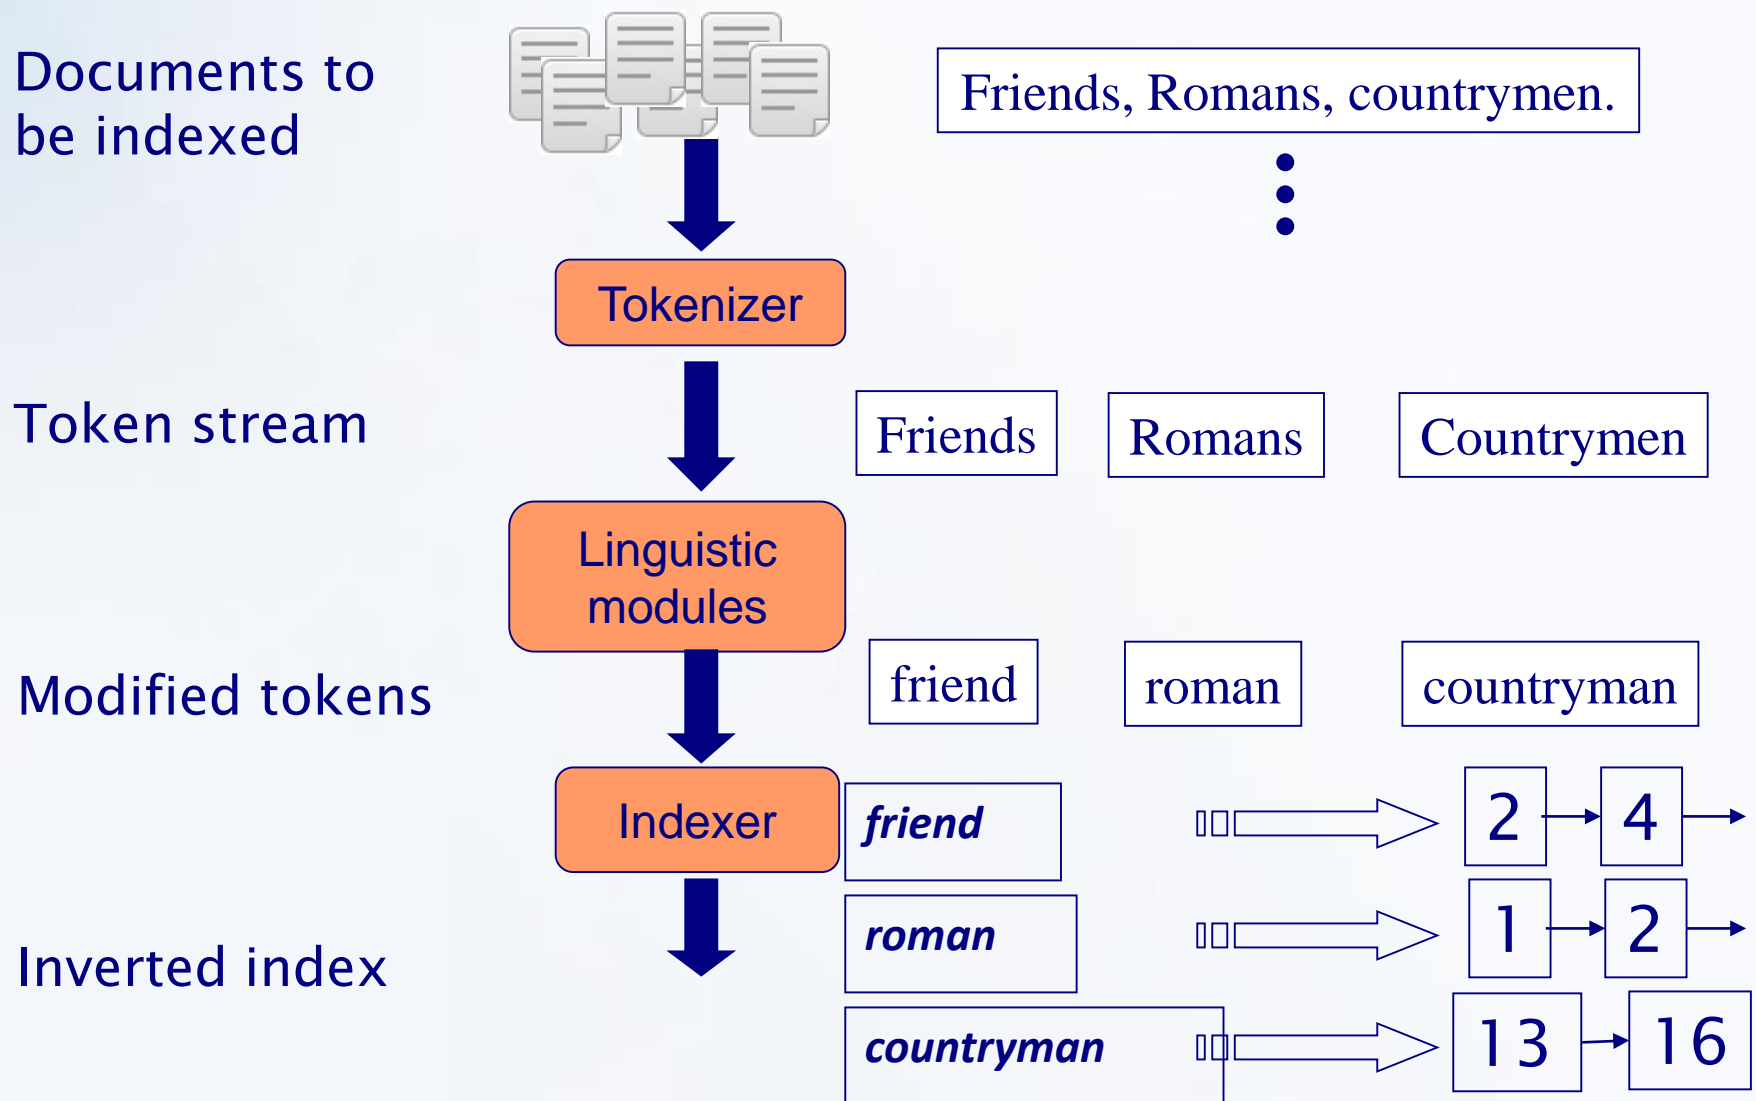 Documents to
be indexed
Friends, Romans, countrymen.
Tokenizer
Token stream
Friends
Romans
Countrymen
Linguistic
modules
Modified tokens
friend
roman
countryman
Indexer
friend
2
4
roman
1
2
Inverted index
countryman
13
16